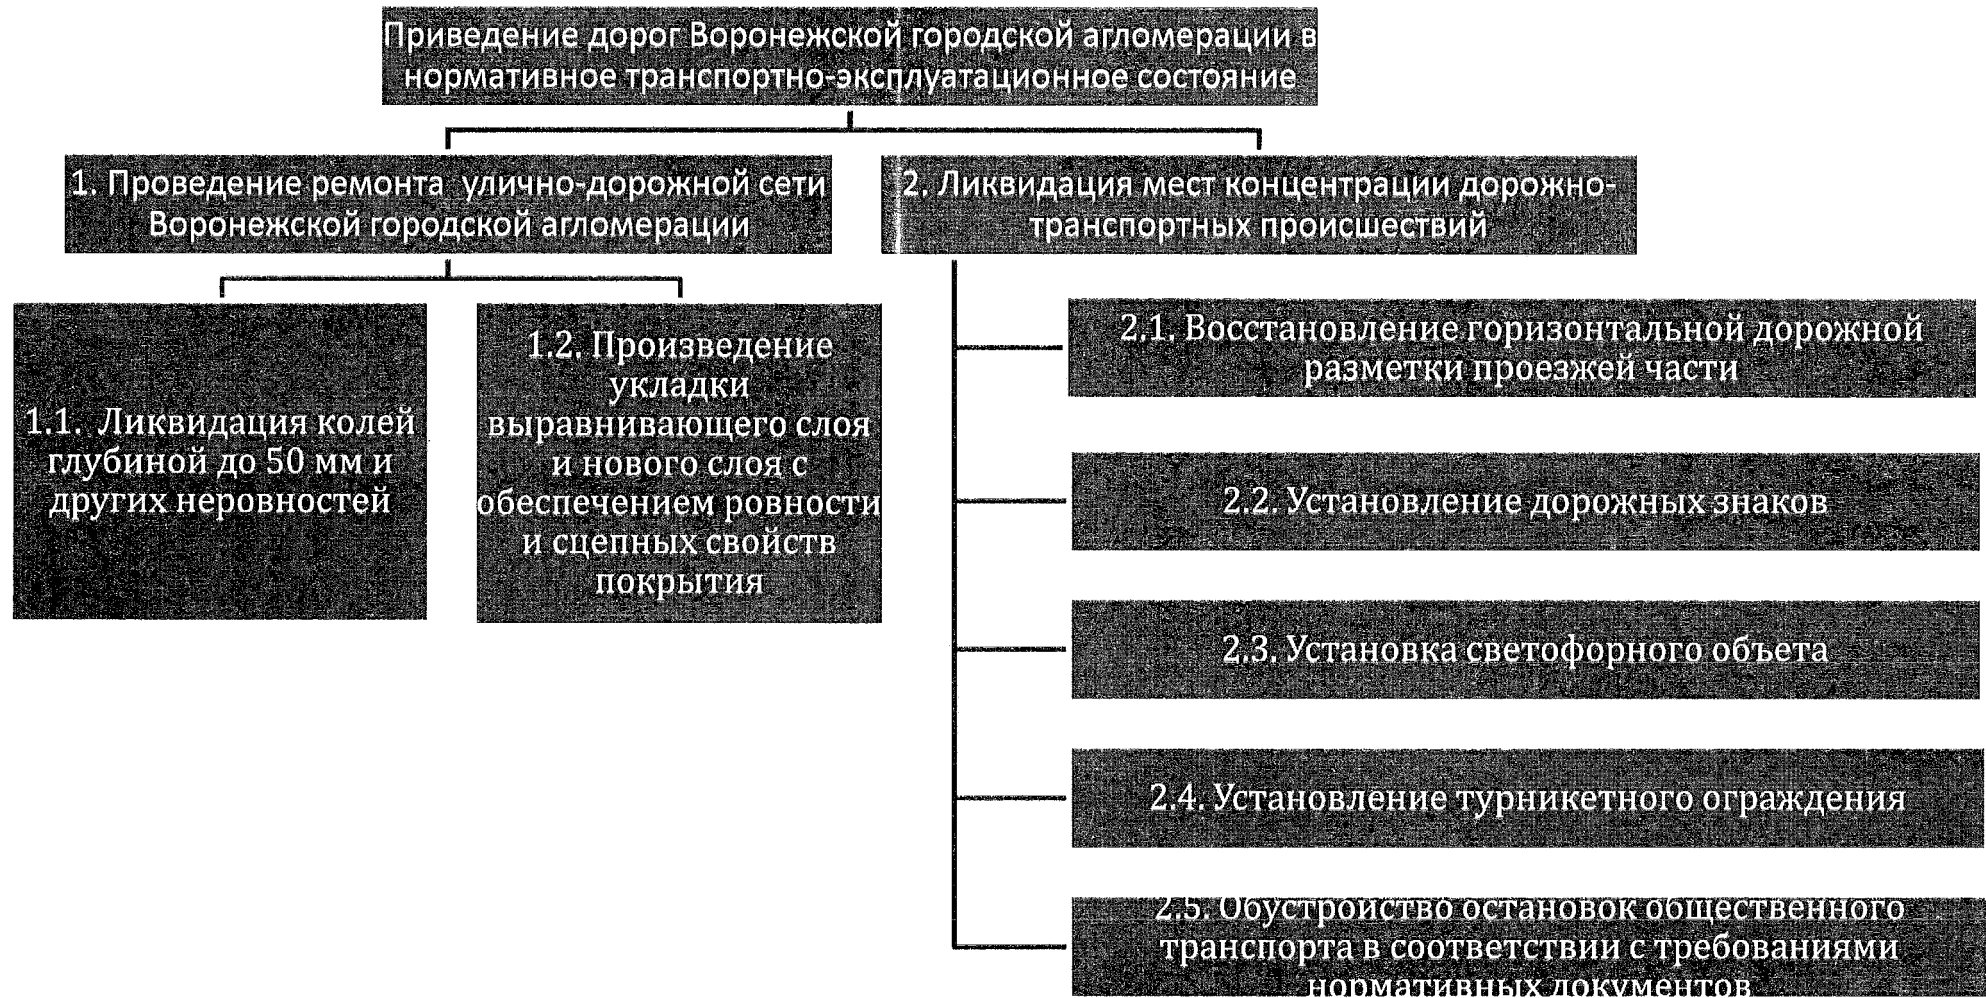 Приведение дорог Воронежской городской агломерации в
нормативное транспортно-эксплуатационное состояние
1. Проведение ремонта улично-дорожной сети
Воронежской городской агломерации
2. Ликвидация мест концентрации дорожно-
транспортных происшествий
1.1. Ликвидация колей
глубиной до 50 мм и
других неровностей
1.2. Произведение
укладки
выравнивающего слоя
и нового слоя с
обеспечением ровности
и сцепных свойств
покрытия
2.1. Восстановление горизонтальной дорожной
разметки проезжей части
2.2. Установление дорожных знаков
2.3. Установка светофорного объета
2.4. Установление турникетного ограждения
2.5. Обустройство остановок общественного
транспорта в соответствии с требованиями
нормативных документов